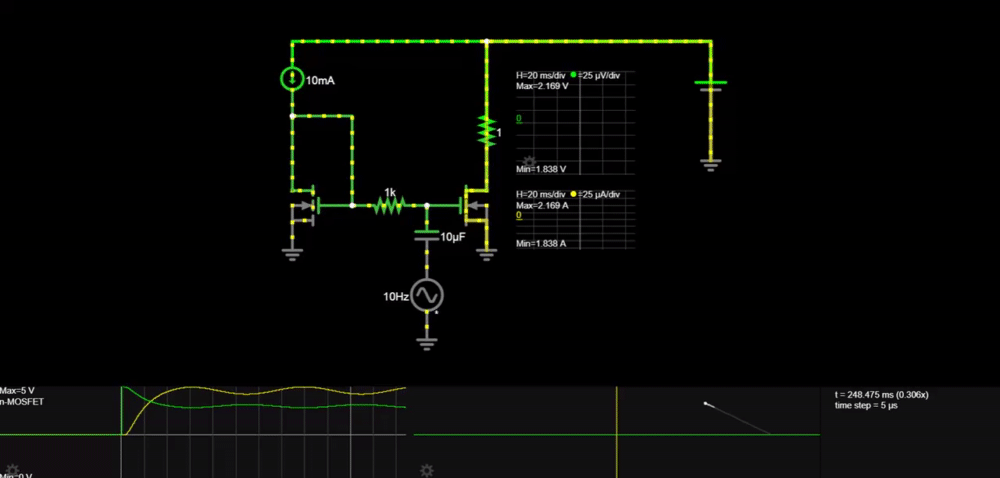 10mA
H=20 ms/div =25 µV/div
Max=2.169 V
0
1
Min=1.838 V
1k
H=20 ms/div =25 µA/div
Max=2.169 A
0
10µF
Min=1.838 A
10Hz
Max=5 V
n-MOSFET
Min=0 V
t = 248.475 ms (0.306x)
time step = 5 µs